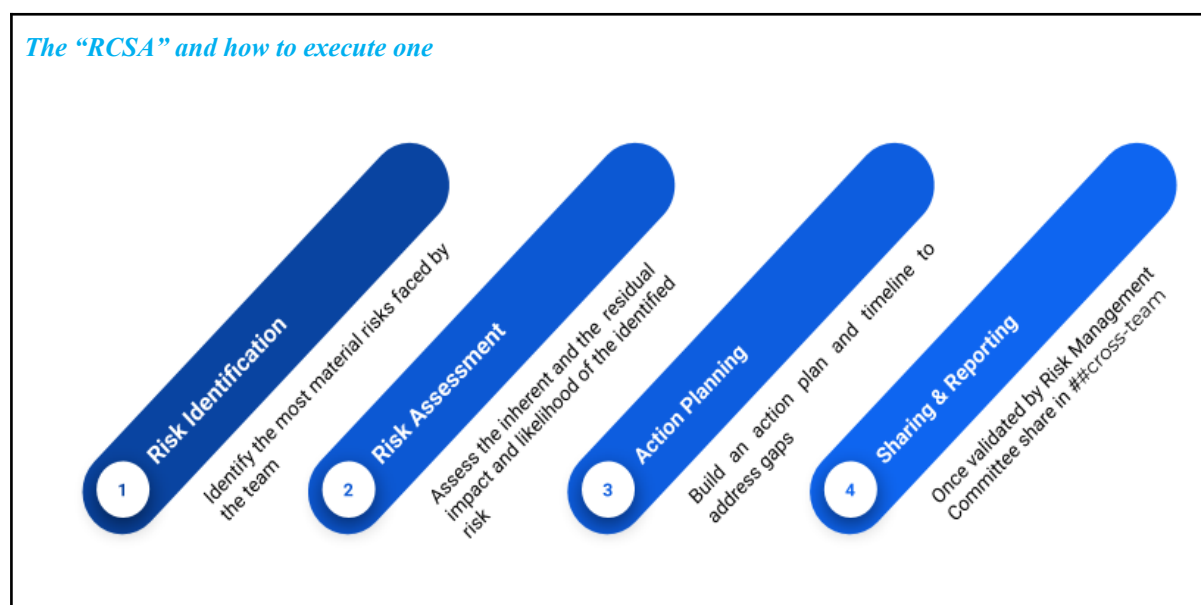 The “RCSA” and how to execute one
1
Risk Identification
Identify the most material risks faced by
the team
2
Risk Assessment
Assess the inherent and the residual
impact and likelihood of the identified
risk
3
Action Planning
Build an action plan and timeline to
address gaps
4
Sharing & Reporting
Once validated by Risk Management
Committee share in ##cross-team